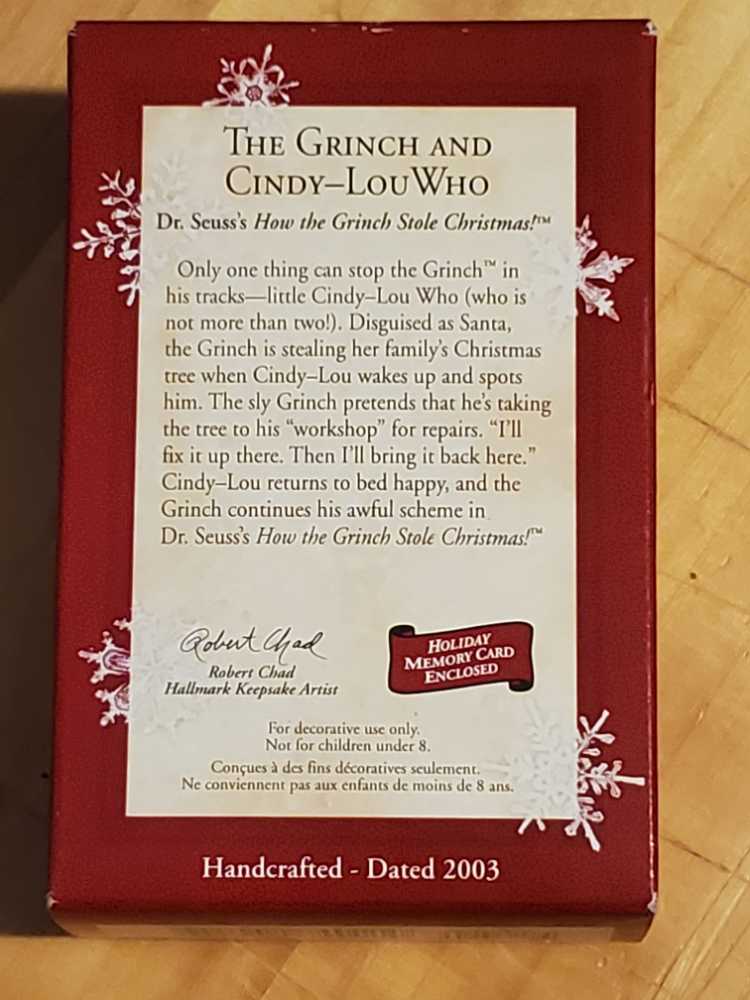 The Grinch and
Cindy–Lou Who
Dr. Seuss's How the Grinch Stole Christmas!™
Only one thing can stop the Grinch™ in
his tracks—little Cindy–Lou Who (who is
not more than two!). Disguised as Santa,
the Grinch is stealing her family's Christmas
tree when Cindy–Lou wakes up and spots
him. The sly Grinch pretends that he's taking
the tree to his “workshop” for repairs. “I'll
fix it up there. Then I'll bring it back here.”
Cindy–Lou returns to bed happy, and the
Grinch continues his awful scheme in
Dr. Seuss's How the Grinch Stole Christmas!™
Robert Chad
Robert Chad
Hallmark Keepsake Artist
Holiday
Memory Card
Enclosed
For decorative use only.
Not for children under 8.
Conçues à des fins décoratives seulement.
Ne conviennent pas aux enfants de moins de 8 ans.
Handcrafted - Dated 2003